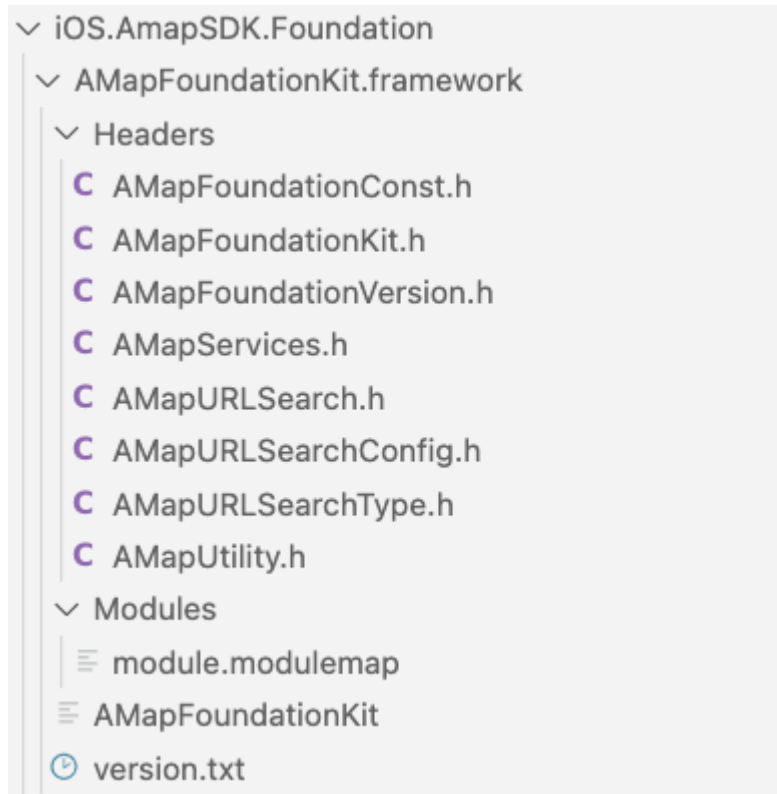 iOS.AmapSDK.Foundation
AMapFoundationKit.framework
Headers
C AMapFoundationConst.h
C AMapFoundationKit.h
C AMapFoundationVersion.h
C AMapServices.h
C AMapURLSearch.h
C AMapURLSearchConfig.h
C AMapURLSearchType.h
C AMapUtility.h
Modules
module.modulemap
AMapFoundationKit
version.txt